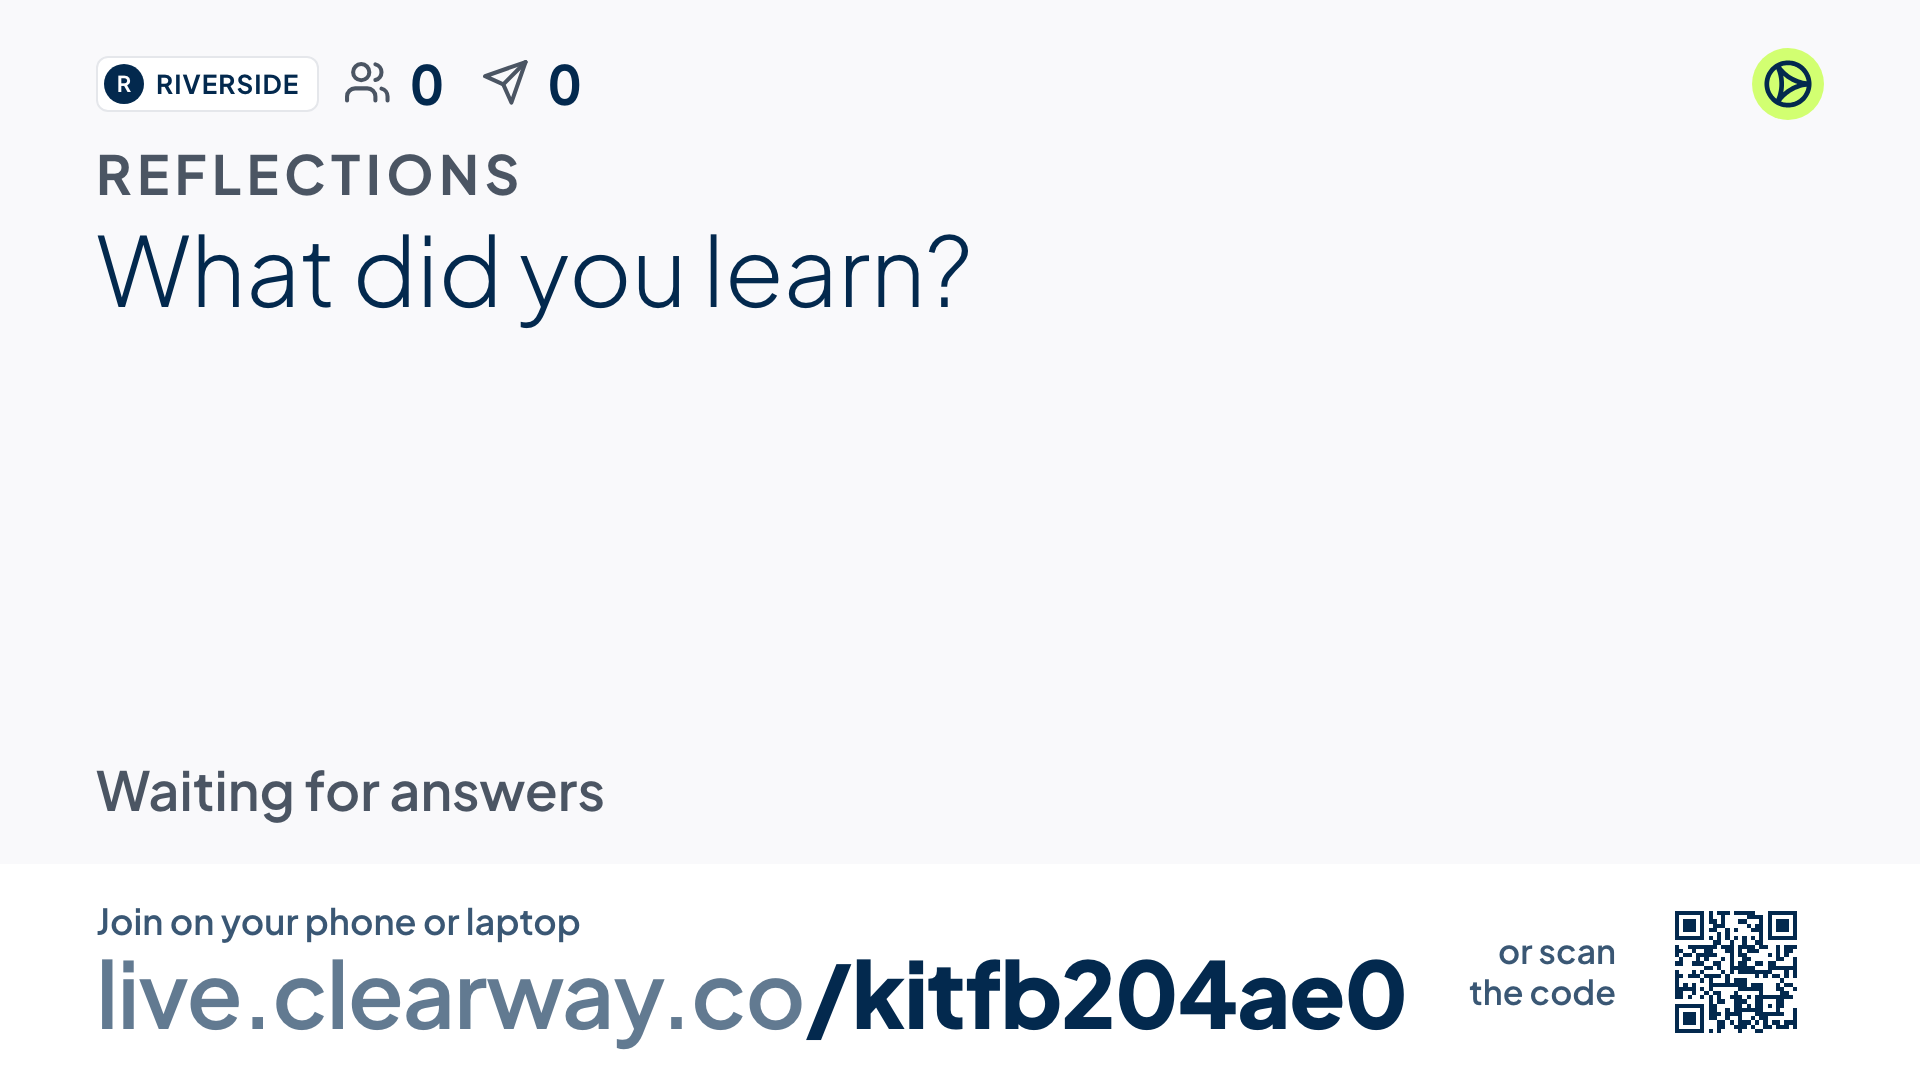 R RIVERSIDE 0 0
REFLECTIONS
What did you learn?
Waiting for answers
Join on your phone or laptop
live.clearway.co/kitfb204ae0
or scan
the code